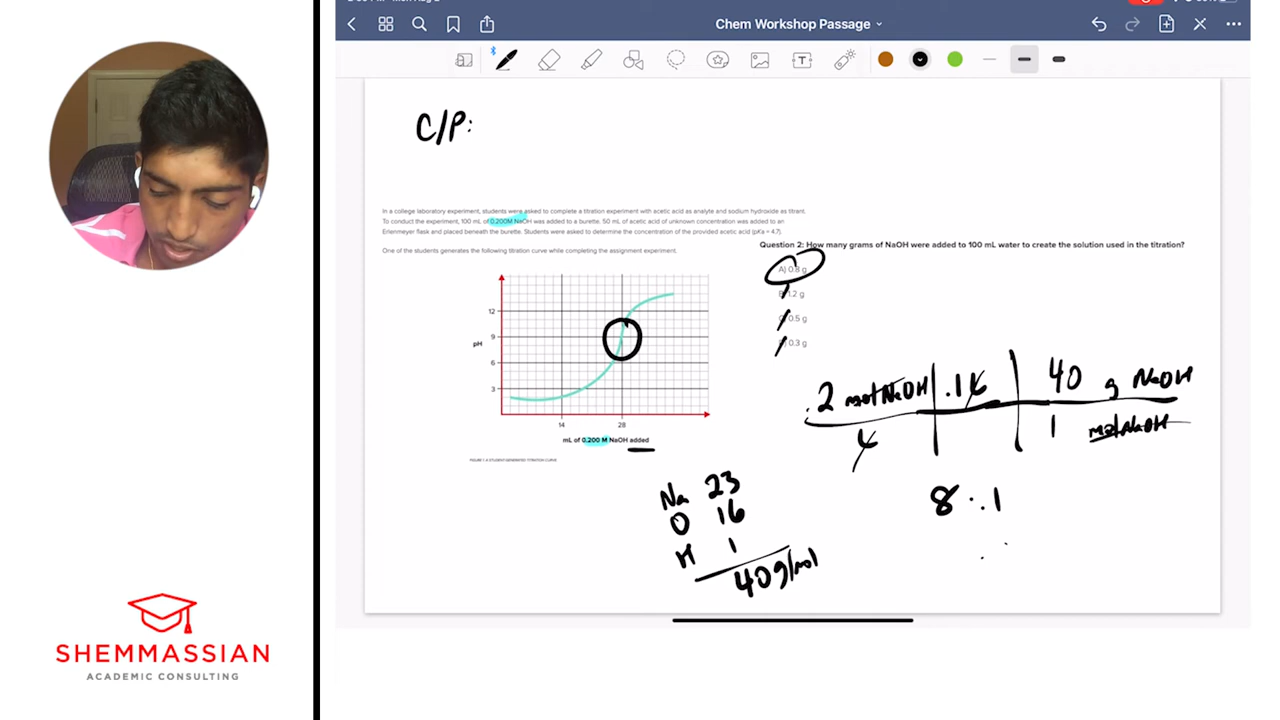 Chem Workshop Passage
C/P:
In a college laboratory experiment, students were asked to complete a titration experiment with acetic acid as analyte and sodium hydroxide as titrant.
To conduct the experiment, 100 mL of 0.200M NaOH was added to a burette. 50 mL of acetic acid of unknown concentration was added to an
Erlenmeyer flask and placed beneath the burette. Students were asked to determine the concentration of the provided acetic acid (pKa = 4.7).
One of the students generates the following titration curve while completing the assignment experiment.
12
9
pH
6
3
14 28
mL of 0.200 M NaOH added
FIGURE 1. A STUDENT-GENERATED TITRATION CURVE
Question 2: How many grams of NaOH were added to 100 mL water to create the solution used in the titration?
A) 0.8 g
B) 1.2 g
C) 0.5 g
D) 0.3 g
.2 mol NaOH .1 L 40 g NaOH
L 1 mol NaOH
8 · .1
Na 23
O 16
H 1
40 g/mol
SHEMMASSIAN
ACADEMIC CONSULTING